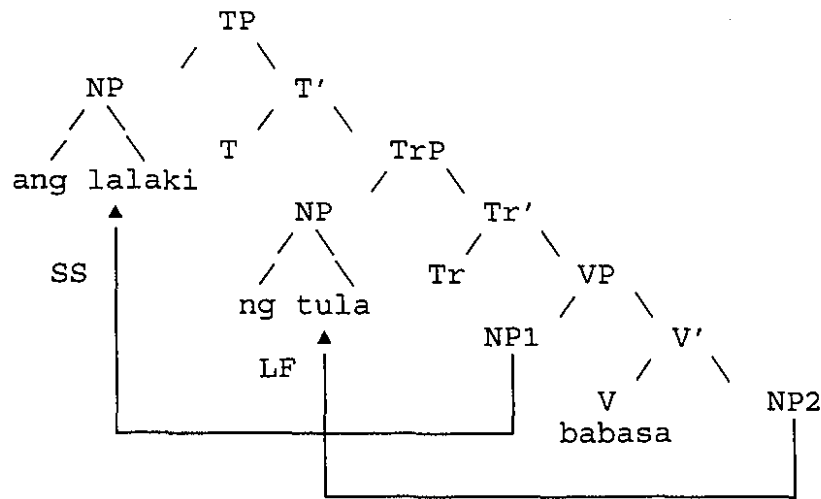 TP
NP T'
T TrP
ang lalaki
NP Tr'
SS Tr VP
ng tula
NP1 V'
LF
V NP2
babasa